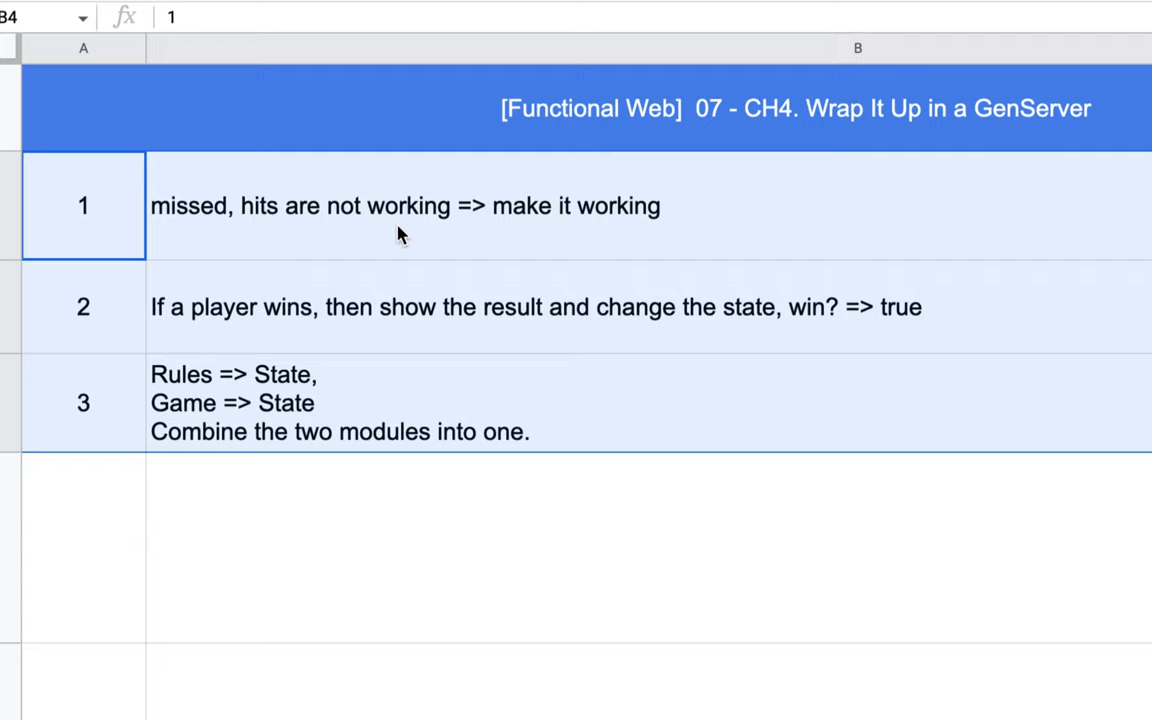 B4 fx 1
A B
[Functional Web]  07 - CH4. Wrap It Up in a GenServer
1 missed, hits are not working => make it working
2 If a player wins, then show the result and change the state, win? => true
Rules => State,
3 Game => State
Combine the two modules into one.